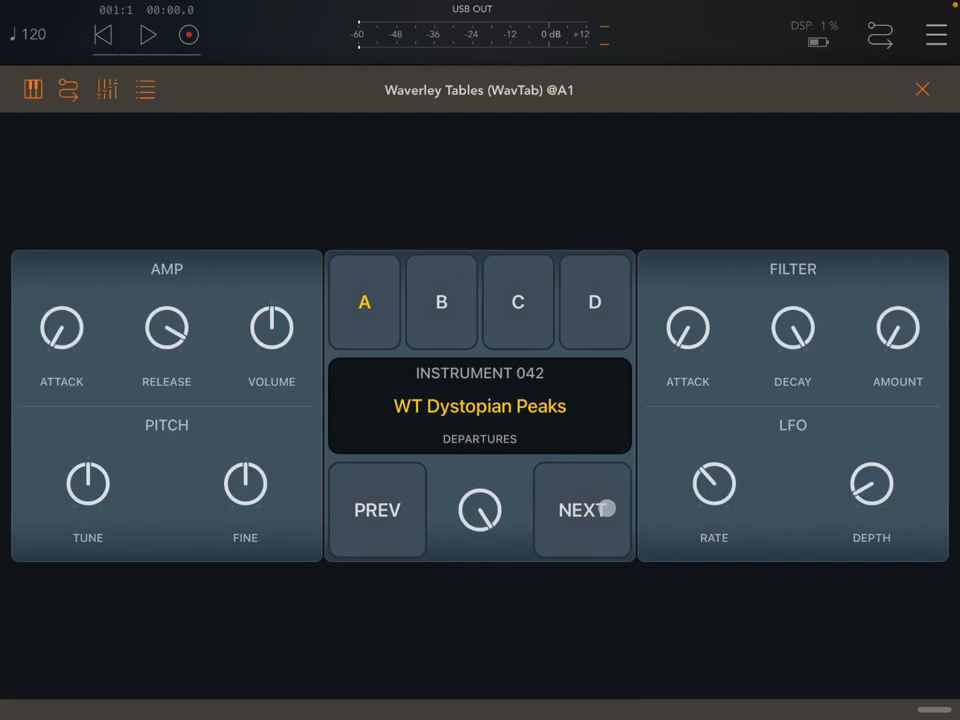 001:1 00:00.0
USB OUT
♩120
-60 -48 -36 -24 -12 0 dB +12
DSP: 1 %
Waverley Tables (WavTab) @A1
AMP
ATTACK RELEASE VOLUME
PITCH
TUNE FINE
A B C D
INSTRUMENT 042
WT Dystopian Peaks
DEPARTURES
PREV NEXT
FILTER
ATTACK DECAY AMOUNT
LFO
RATE DEPTH